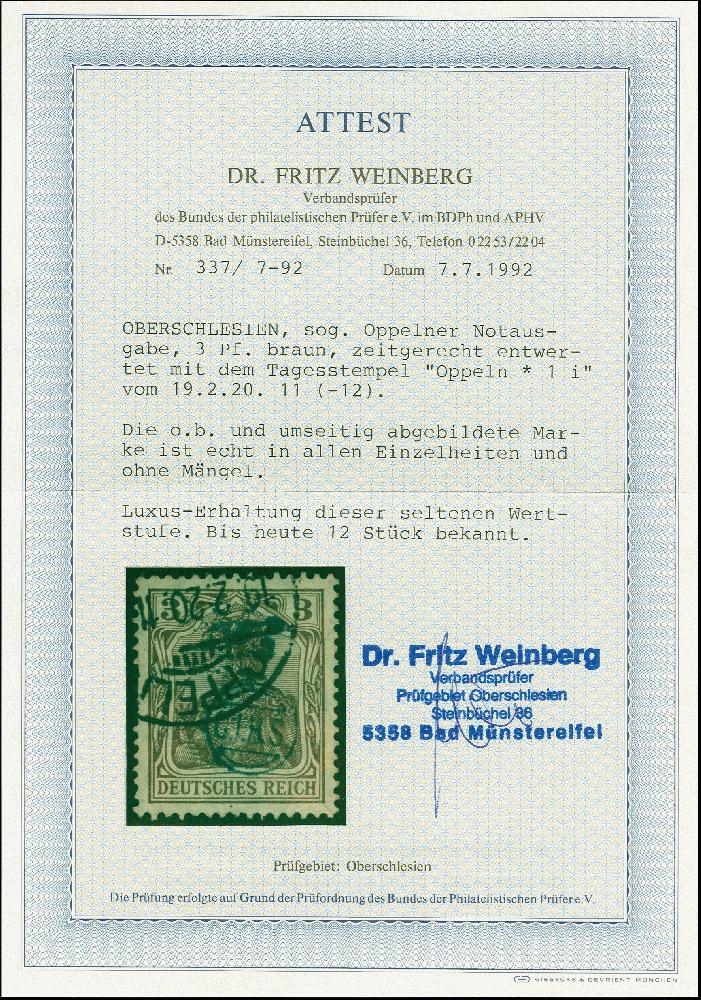 ATTEST
DR. FRITZ WEINBERG
Verbandsprüfer
des Bundes der philatelistischen Prüfer e.V. im BDPh und APHV
D-5358 Bad Münstereifel, Steinbüchel 36, Telefon 02253/2204
Nr. 337/ 7-92 Datum 7.7.1992
OBERSCHLESIEN, sog. Oppelner Notaus-
gabe, 3 Pf. braun, zeitgerecht entwer-
tet mit dem Tagesstempel "Oppeln * 1 i"
vom 19.2.20. 11 (-12).
Die o.b. und umseitig abgebildete Mar-
ke ist echt in allen Einzelheiten und
ohne Mängel.
Luxus-Erhaltung dieser seltenen Wert-
stufe. Bis heute 12 Stück bekannt.
3 3
DEUTSCHES REICH
Dr. Fritz Weinberg
Verbandsprüfer
Prüfgebiet Oberschlesien
Steinbüchel 36
5358 Bad Münstereifel
Prüfgebiet: Oberschlesien
Die Prüfung erfolgte auf Grund der Prüfordnung des Bundes der Philatelistischen Prüfer e.V.
GIESECKE & DEVRIENT MÜNCHEN